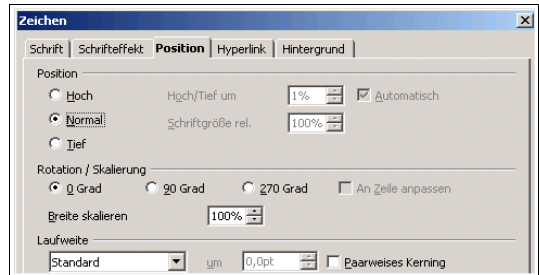 Zeichen
Schrift Schrifteffekt Position Hyperlink Hintergrund
Position
Hoch Hoch/Tief um 1% Automatisch
Normal Schriftgröße rel. 100%
Tief
Rotation / Skalierung
0 Grad 90 Grad 270 Grad An Zeile anpassen
Breite skalieren 100%
Laufweite
Standard um 0,0pt Paarweises Kerning